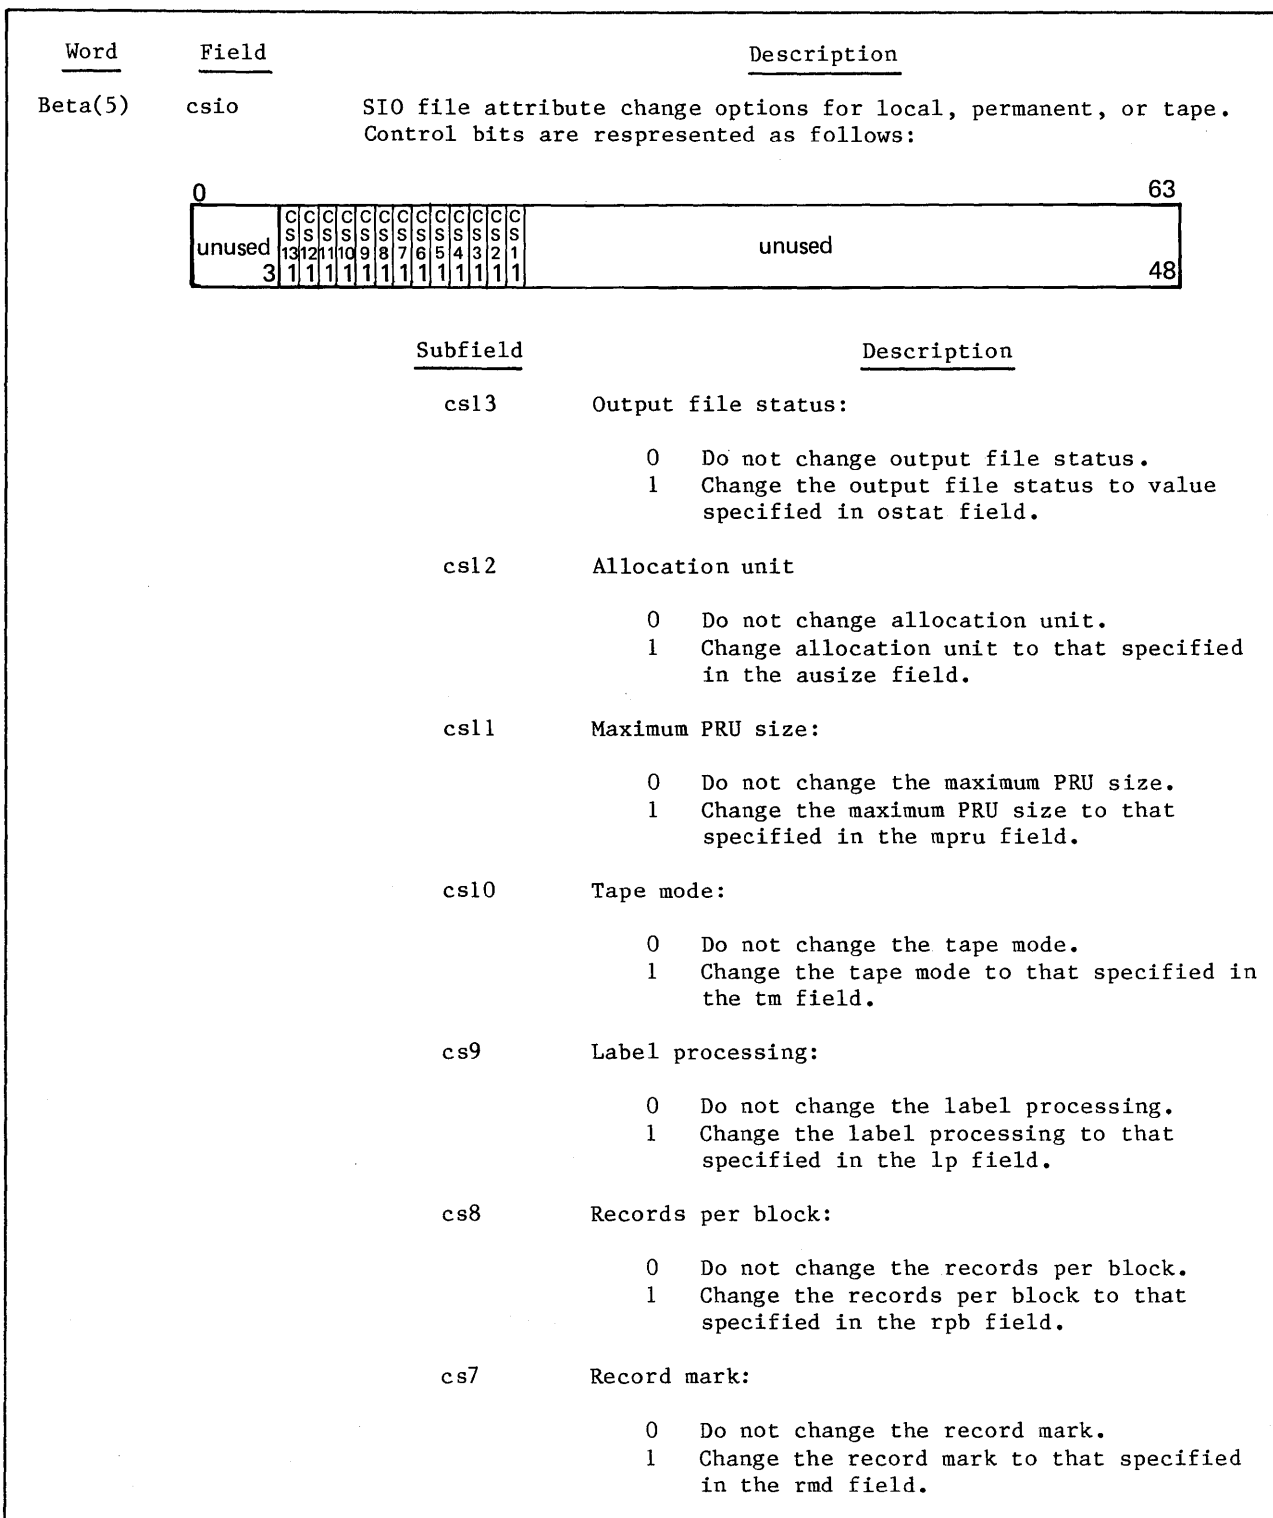 Word Field Description
Beta(5) csio SIO file attribute change options for local, permanent, or tape.
Control bits are respresented as follows:
0 63
C C C C C C C C C C C C C
S S S S S S S S S S S S S
unused 13 12 11 10 9 8 7 6 5 4 3 2 1 unused
3 1 1 1 1 1 1 1 1 1 1 1 1 1 48
Subfield Description
cs13 Output file status:
0 Do not change output file status.
1 Change the output file status to value
specified in ostat field.
cs12 Allocation unit
0 Do not change allocation unit.
1 Change allocation unit to that specified
in the ausize field.
cs11 Maximum PRU size:
0 Do not change the maximum PRU size.
1 Change the maximum PRU size to that
specified in the mpru field.
cs10 Tape mode:
0 Do not change the tape mode.
1 Change the tape mode to that specified in
the tm field.
cs9 Label processing:
0 Do not change the label processing.
1 Change the label processing to that
specified in the lp field.
cs8 Records per block:
0 Do not change the records per block.
1 Change the records per block to that
specified in the rpb field.
cs7 Record mark:
0 Do not change the record mark.
1 Change the record mark to that specified
in the rmd field.